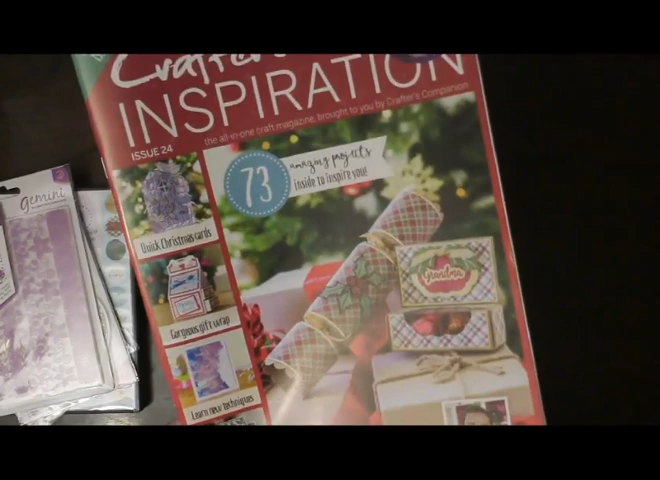 Crafter's
INSPIRATION
the all-in-one craft magazine, brought to you by Crafter's Companion
ISSUE 24
73
amazing projects
inside to inspire you!
Quick Christmas cards
Gorgeous gift wrap
Learn new techniques
Grandma
gemini